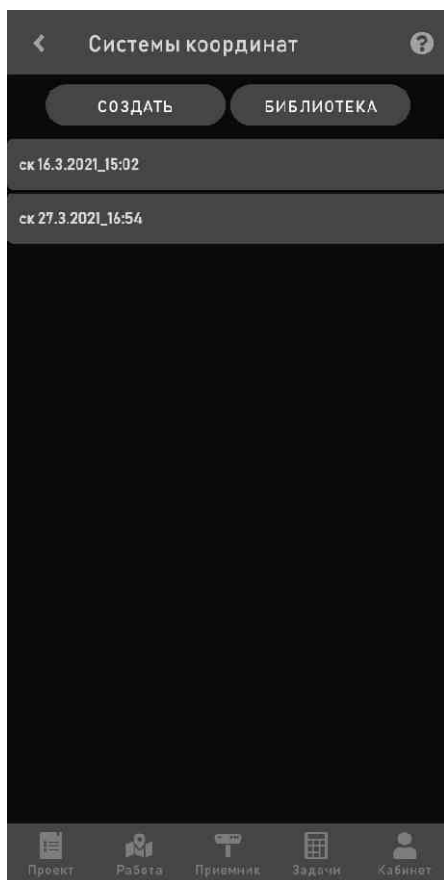 Системы координат
СОЗДАТЬ БИБЛИОТЕКА
ск 16.3.2021_15:02
ск 27.3.2021_16:54
Проект Работа Приемник Задачи Кабинет